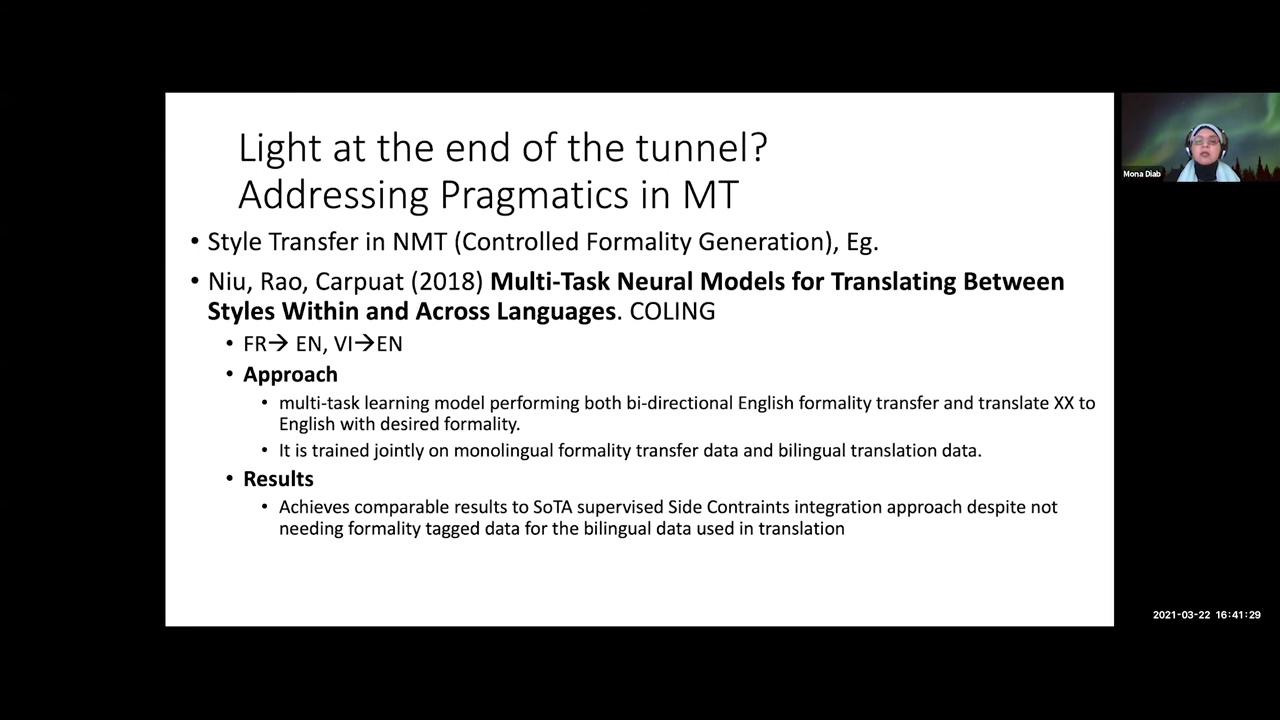 Light at the end of the tunnel?
Addressing Pragmatics in MT
• Style Transfer in NMT (Controlled Formality Generation), Eg.
• Niu, Rao, Carpuat (2018) Multi-Task Neural Models for Translating Between
Styles Within and Across Languages. COLING
• FR→ EN, VI→EN
• Approach
• multi-task learning model performing both bi-directional English formality transfer and translate XX to
English with desired formality.
• It is trained jointly on monolingual formality transfer data and bilingual translation data.
• Results
• Achieves comparable results to SoTA supervised Side Contraints integration approach despite not
needing formality tagged data for the bilingual data used in translation
Mona Diab
2021-03-22 16:41:29